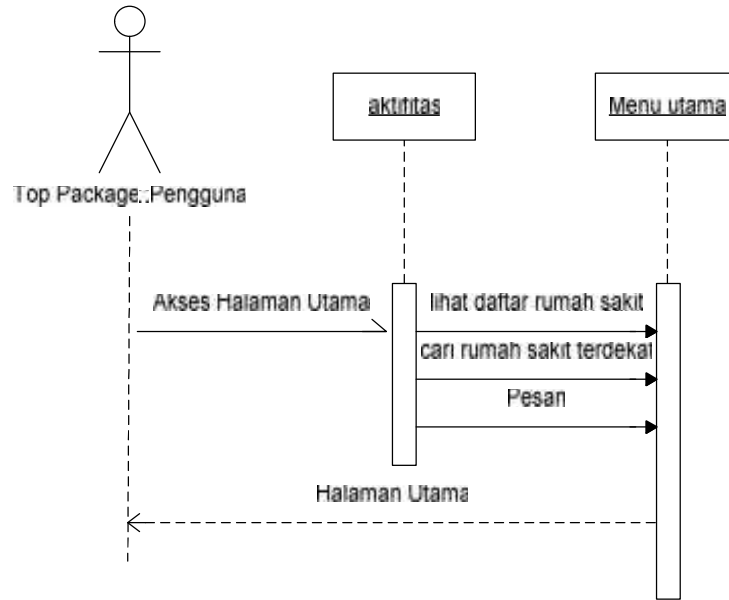 aktifitas
Menu utama
Top Package::Pengguna
Akses Halaman Utama
lihat daftar rumah sakit
cari rumah sakit terdekat
Pesan
Halaman Utama